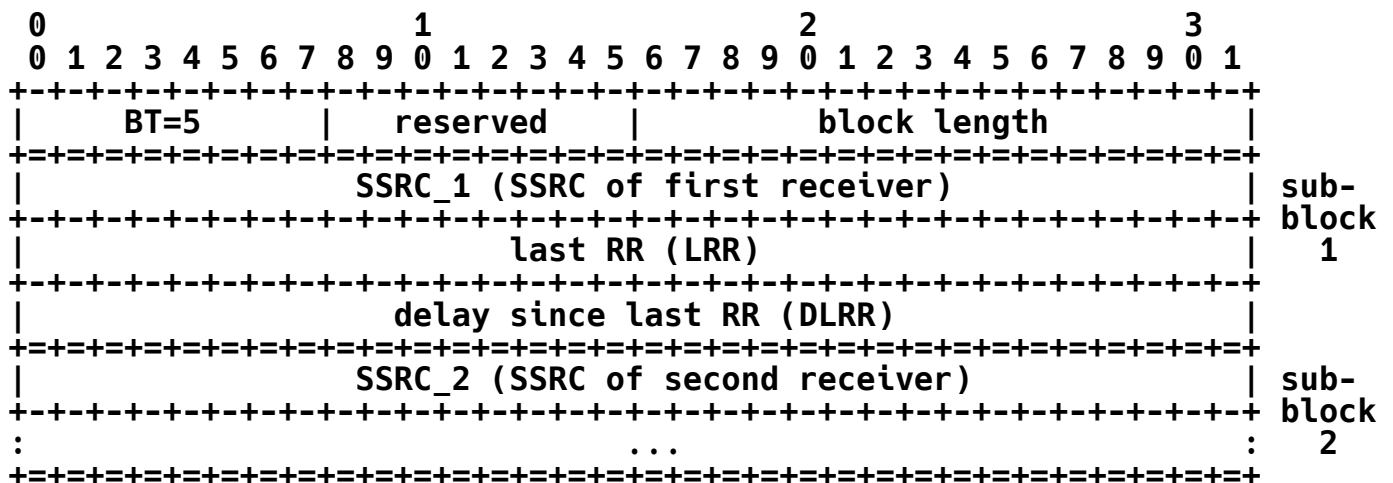 0                   1                   2                   3
 0 1 2 3 4 5 6 7 8 9 0 1 2 3 4 5 6 7 8 9 0 1 2 3 4 5 6 7 8 9 0 1
+-+-+-+-+-+-+-+-+-+-+-+-+-+-+-+-+-+-+-+-+-+-+-+-+-+-+-+-+-+-+-+-+
|     BT=5      |   reserved    |         block length          |
+=+=+=+=+=+=+=+=+=+=+=+=+=+=+=+=+=+=+=+=+=+=+=+=+=+=+=+=+=+=+=+=+
|                 SSRC_1 (SSRC of first receiver)               | sub-
+-+-+-+-+-+-+-+-+-+-+-+-+-+-+-+-+-+-+-+-+-+-+-+-+-+-+-+-+-+-+-+-+ block
|                         last RR (LRR)                         |   1
+-+-+-+-+-+-+-+-+-+-+-+-+-+-+-+-+-+-+-+-+-+-+-+-+-+-+-+-+-+-+-+-+
|                   delay since last RR (DLRR)                  |
+=+=+=+=+=+=+=+=+=+=+=+=+=+=+=+=+=+=+=+=+=+=+=+=+=+=+=+=+=+=+=+=+
|                 SSRC_2 (SSRC of second receiver)              | sub-
+-+-+-+-+-+-+-+-+-+-+-+-+-+-+-+-+-+-+-+-+-+-+-+-+-+-+-+-+-+-+-+-+ block
:                               ...                             :   2
+=+=+=+=+=+=+=+=+=+=+=+=+=+=+=+=+=+=+=+=+=+=+=+=+=+=+=+=+=+=+=+=+